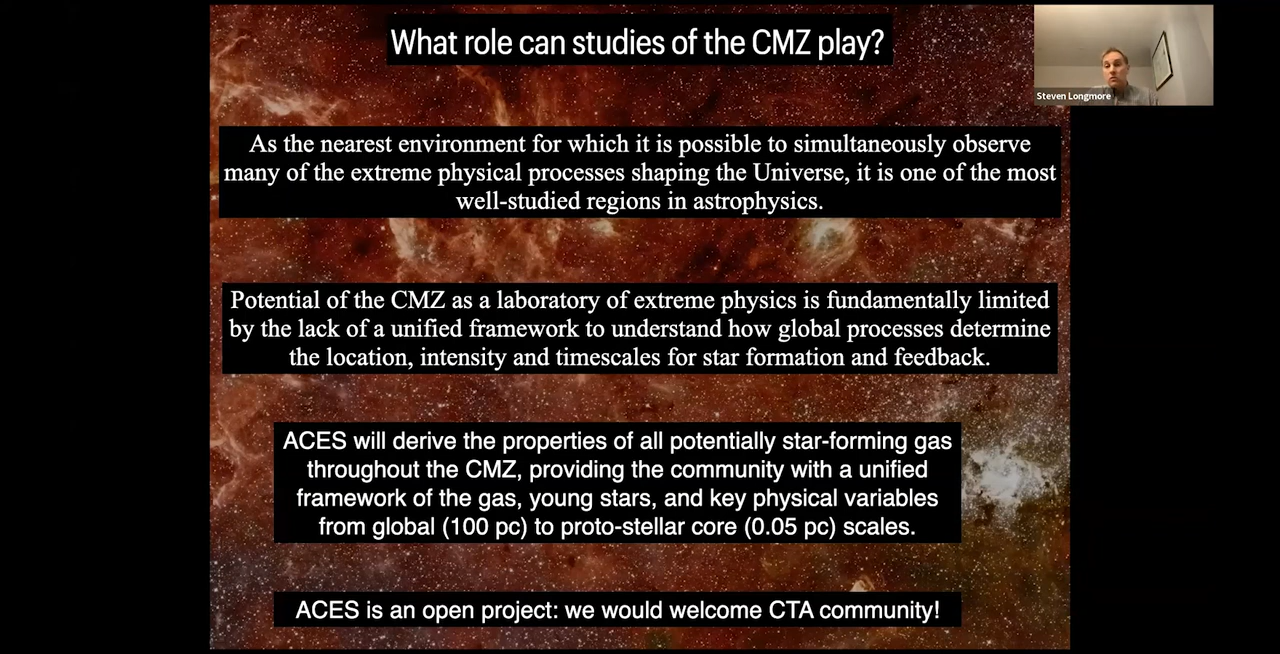 What role can studies of the CMZ play?
Steven Longmore
As the nearest environment for which it is possible to simultaneously observe
many of the extreme physical processes shaping the Universe, it is one of the most
well-studied regions in astrophysics.
Potential of the CMZ as a laboratory of extreme physics is fundamentally limited
by the lack of a unified framework to understand how global processes determine
the location, intensity and timescales for star formation and feedback.
ACES will derive the properties of all potentially star-forming gas
throughout the CMZ, providing the community with a unified
framework of the gas, young stars, and key physical variables
from global (100 pc) to proto-stellar core (0.05 pc) scales.
ACES is an open project: we would welcome CTA community!